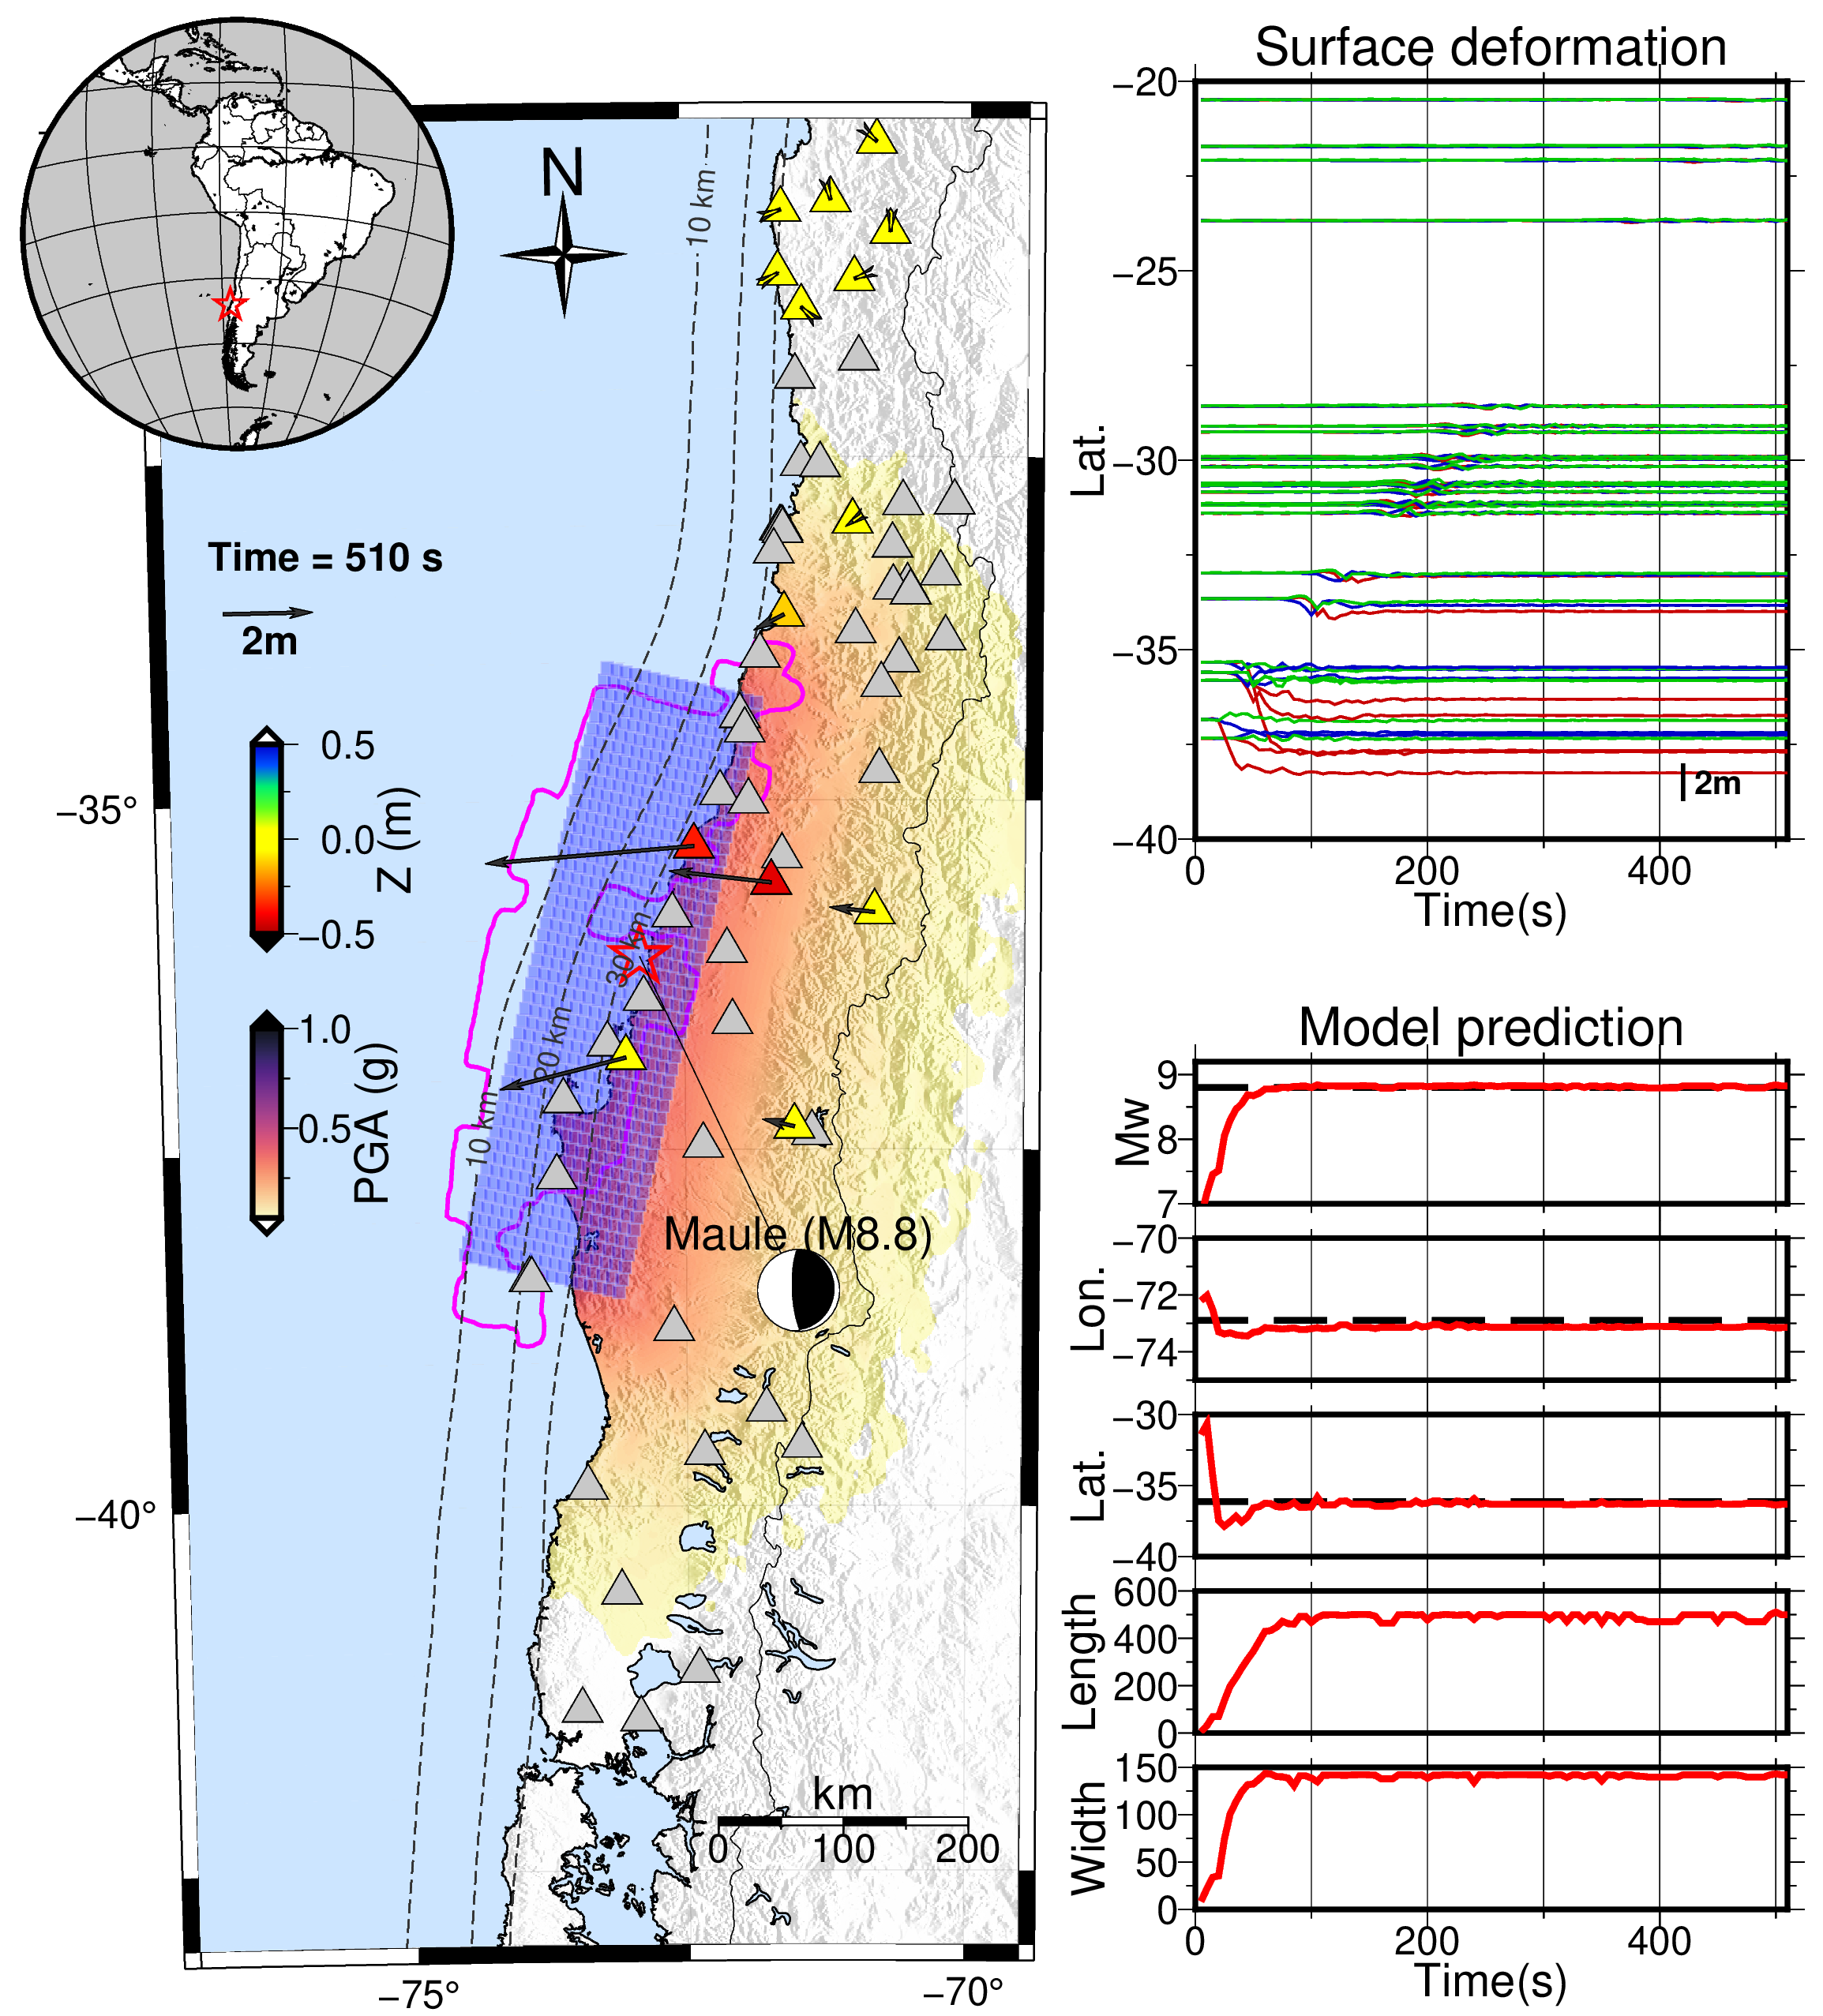 N
10 km
Time = 510 s
2m
0.5
0.0
−0.5
Z (m)
1.0
0.5
PGA (g)
−35°
−40°
30 km
20 km
10 km
Maule (M8.8)
km
0 100 200
−75° −70°
Surface deformation
−20
−25
−30
−35
−40
Lat.
2m
0 200 400
Time(s)
Model prediction
9
8
7
Mw
−70
−72
−74
Lon.
−30
−35
−40
Lat.
600
400
200
0
Length
150
100
50
0
Width
0 200 400
Time(s)